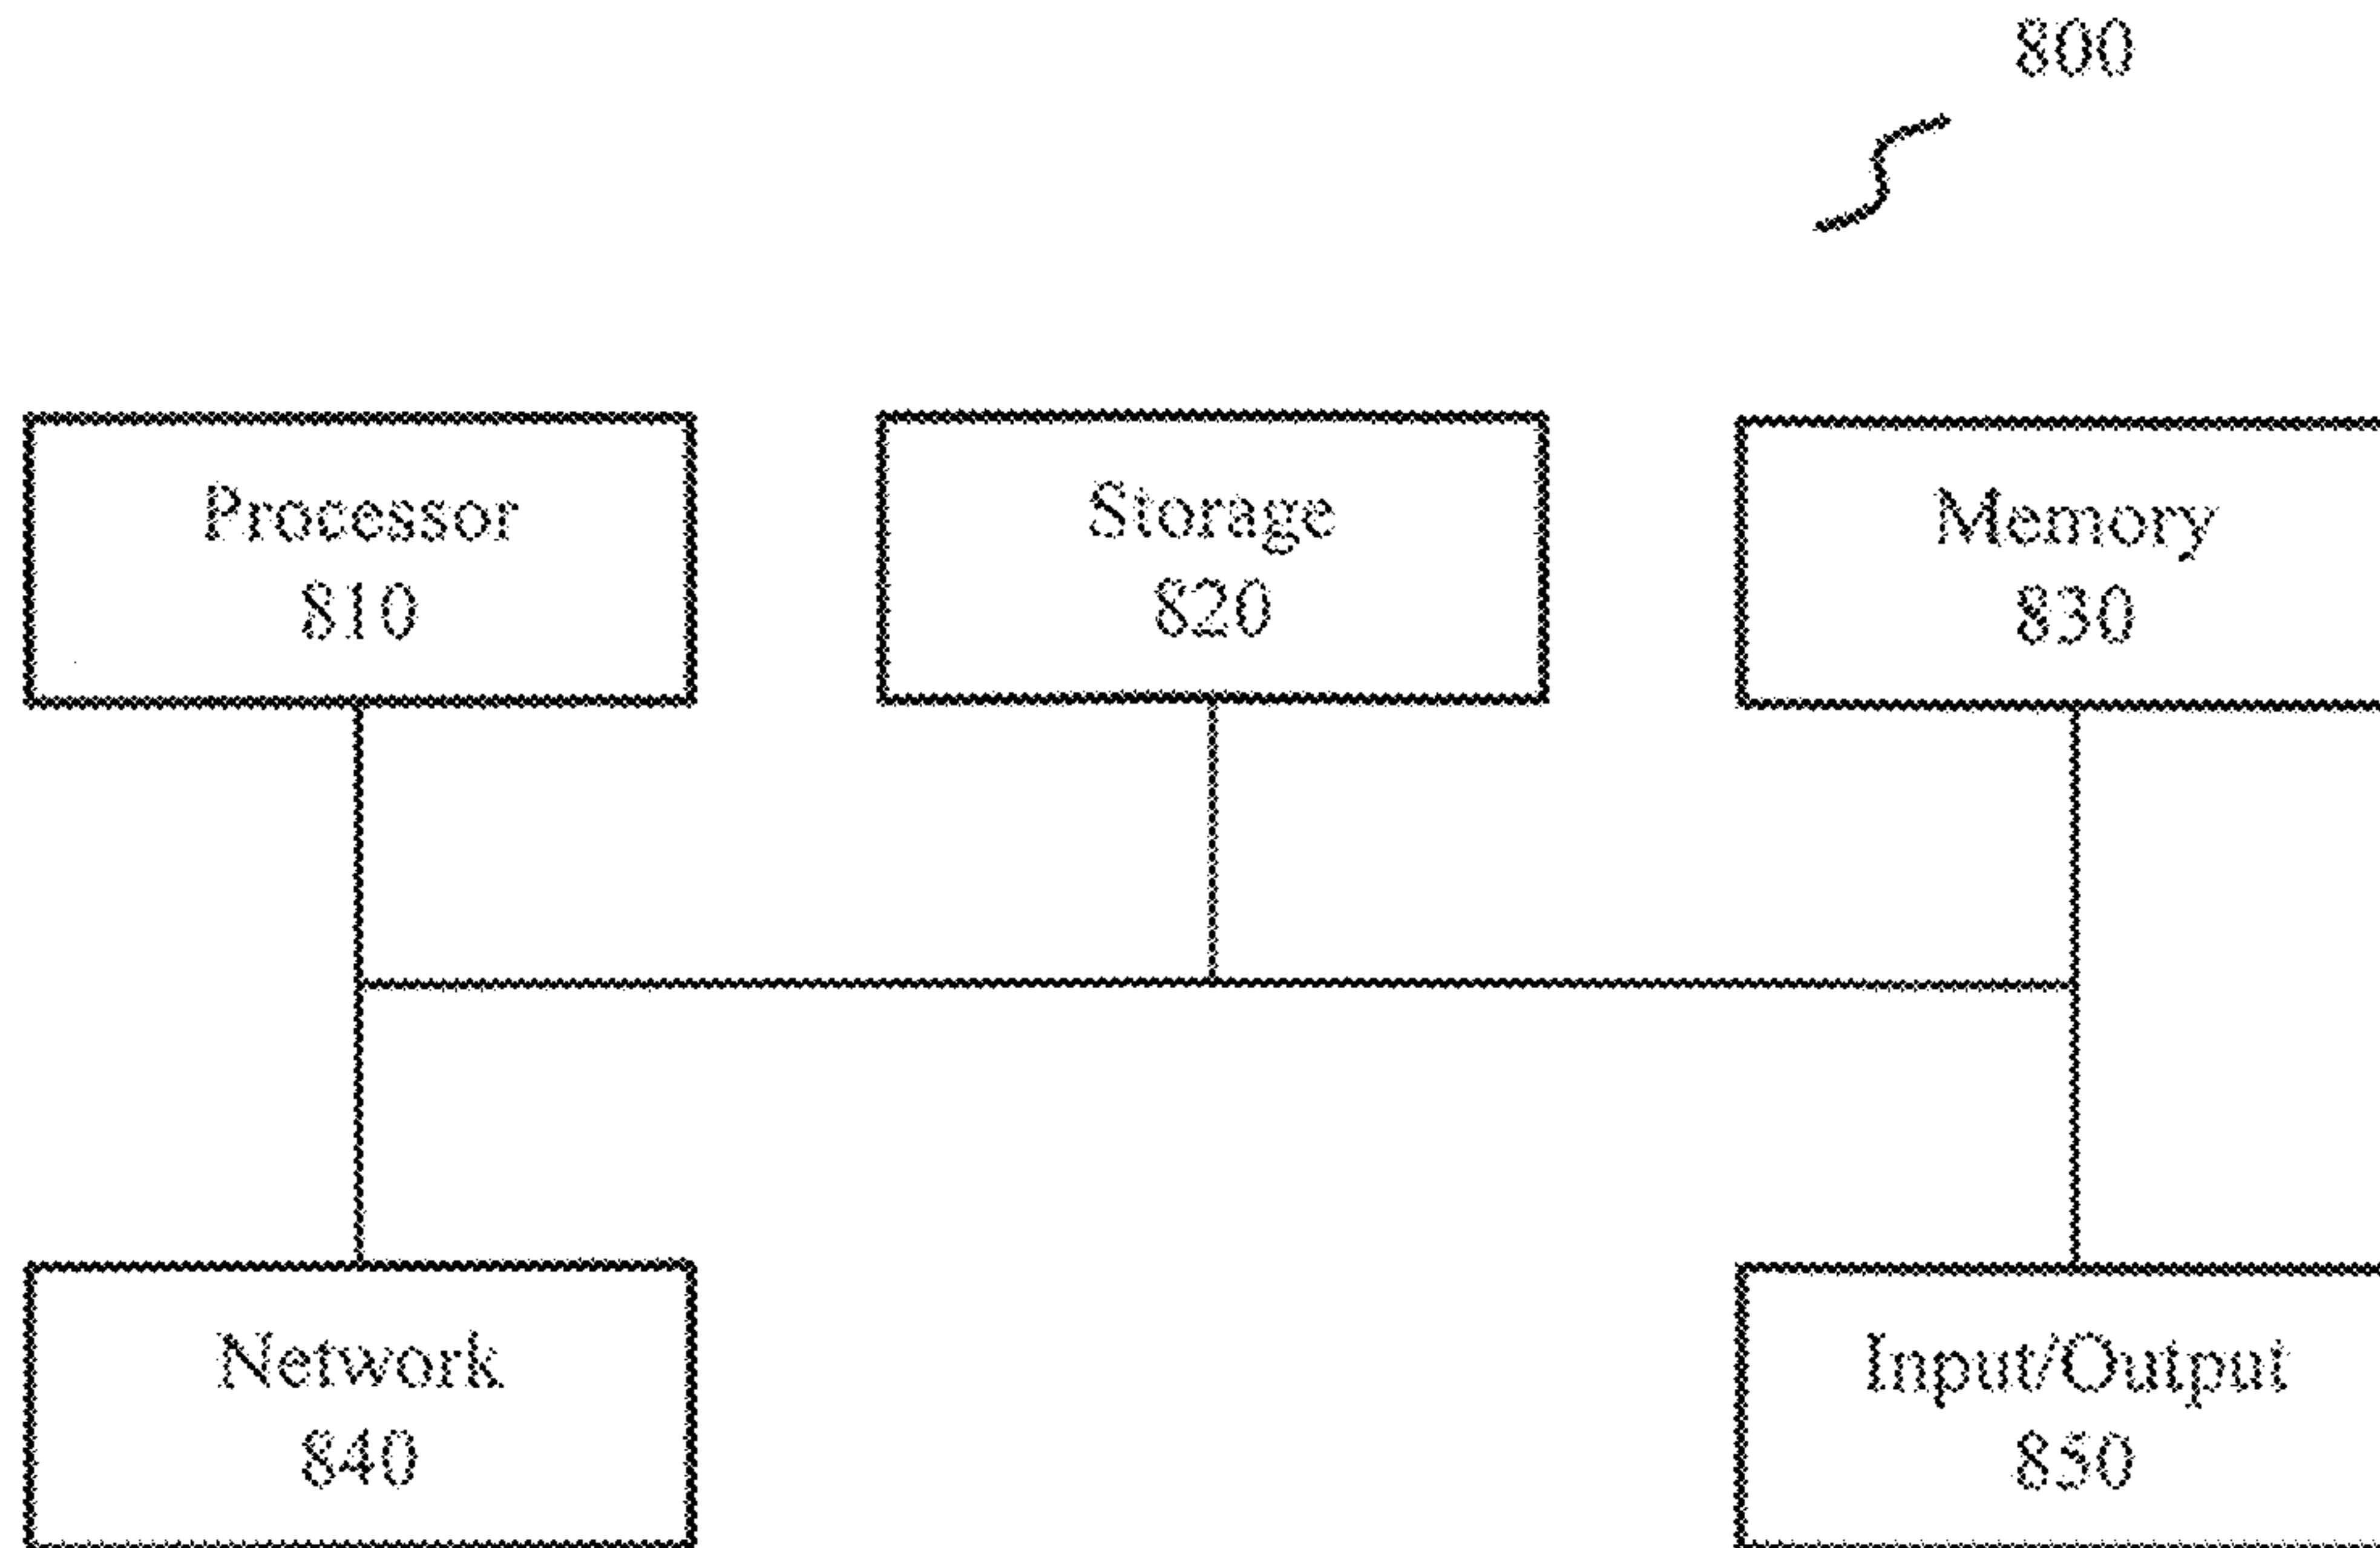 800
Processor
810
Storage
820
Memory
830
Network
840
Input/Output
850